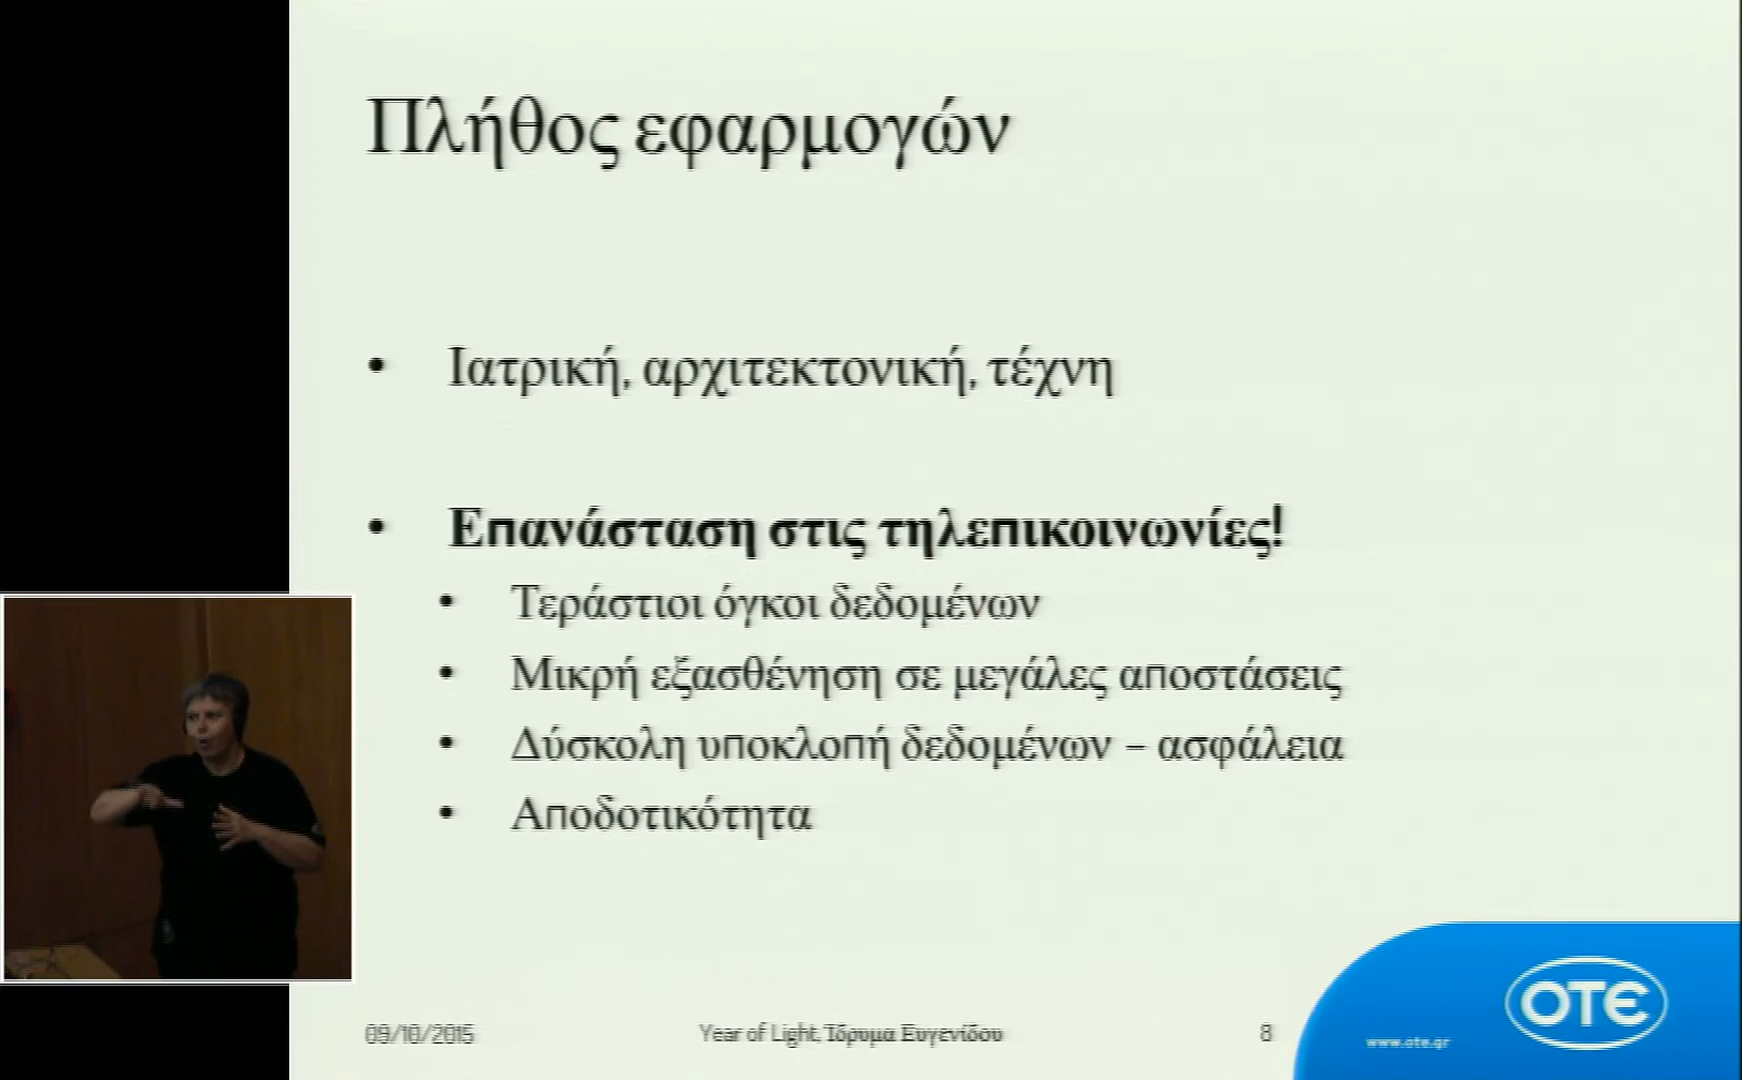 Πλήθος εφαρμογών
• Ιατρική, αρχιτεκτονική, τέχνη
• Επανάσταση στις τηλεπικοινωνίες!
• Τεράστιοι όγκοι δεδομένων
• Μικρή εξασθένηση σε μεγάλες αποστάσεις
• Δύσκολη υποκλοπή δεδομένων – ασφάλεια
• Αποδοτικότητα
09/10/2015
Year of Light, Ίδρυμα Ευγενίδου
8
www.ote.gr
OTE